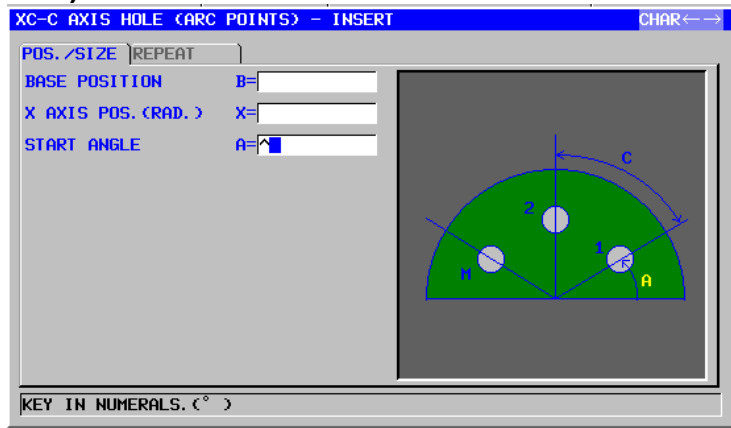 XC-C AXIS HOLE (ARC POINTS) - INSERT CHAR←→
POS./SIZE REPEAT
BASE POSITION B=
X AXIS POS.(RAD.) X=
START ANGLE A=^
C
2
1
M
A
KEY IN NUMERALS.(° )